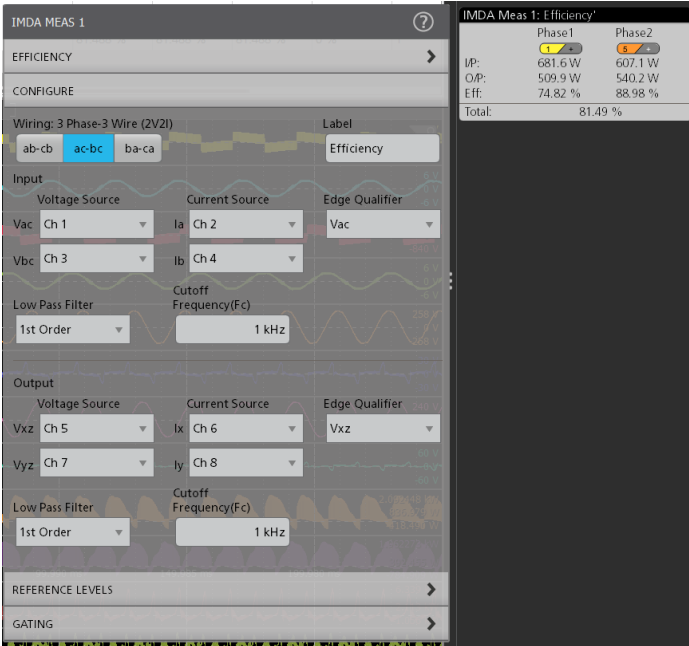 IMDA MEAS 1
?
EFFICIENCY
CONFIGURE
Wiring: 3 Phase-3 Wire (2V2I)
Label
ab-cb ac-bc ba-ca
Efficiency
Input
Voltage Source Current Source Edge Qualifier
Vac Ch 1 Ia Ch 2 Vac
Vbc Ch 3 Ib Ch 4
Low Pass Filter Cutoff Frequency(Fc)
1st Order 1 kHz
Output
Voltage Source Current Source Edge Qualifier
Vxz Ch 5 Ix Ch 6 Vxz
Vyz Ch 7 Iy Ch 8
Low Pass Filter Cutoff Frequency(Fc)
1st Order 1 kHz
REFERENCE LEVELS
GATING
IMDA Meas 1: Efficiency'
Phase1 Phase2
1 + 5 +
I/P: 681.6 W 607.1 W
O/P: 509.9 W 540.2 W
Eff: 74.82 % 88.98 %
Total: 81.49 %